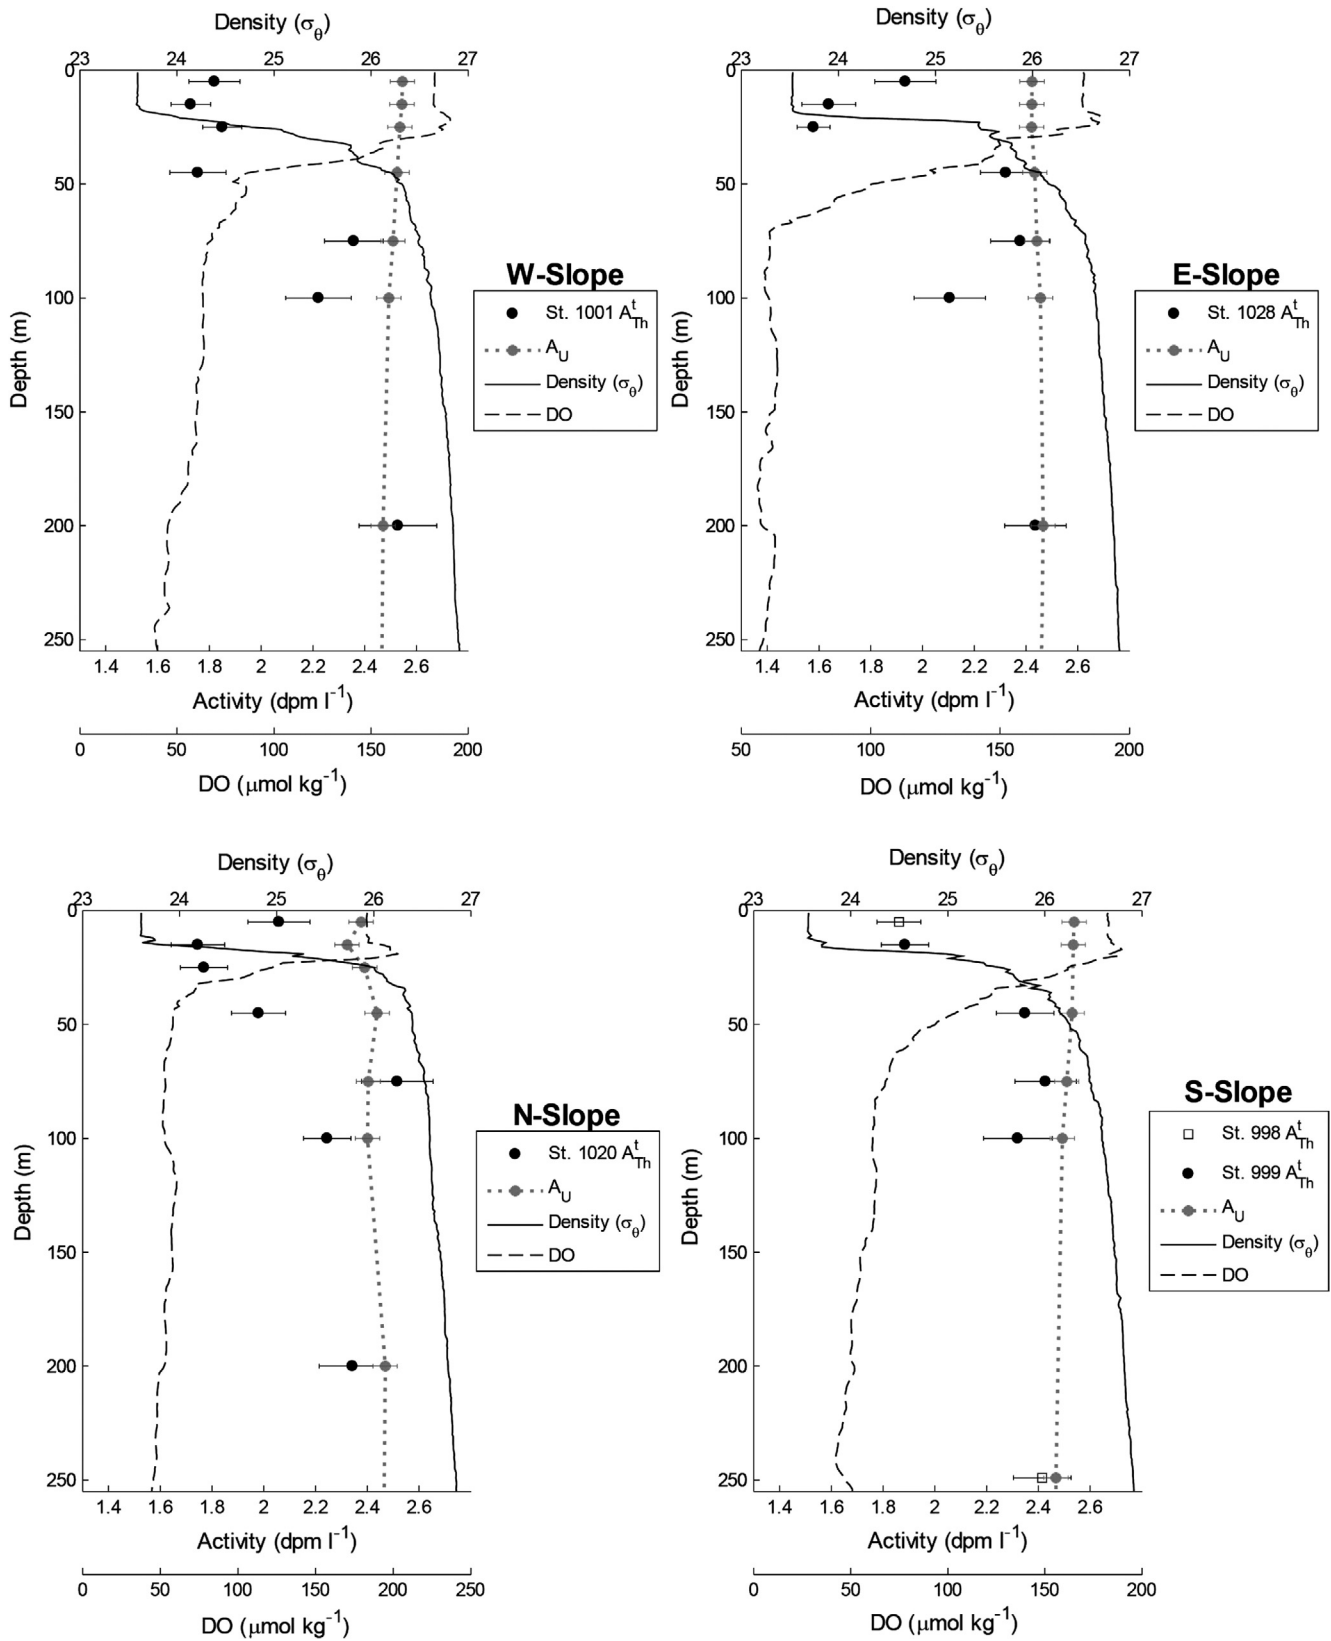 Density (σθ)
23 24 25 26 27
0
50
100
150
200
250
Depth (m)
1.4 1.6 1.8 2 2.2 2.4 2.6
Activity (dpm l-1)
0 50 100 150 200
DO (μmol kg-1)
W-Slope
St. 1001 AtTh
AU
Density (σθ)
DO
Density (σθ)
23 24 25 26 27
0
50
100
150
200
250
Depth (m)
1.4 1.6 1.8 2 2.2 2.4 2.6
Activity (dpm l-1)
50 100 150 200
DO (μmol kg-1)
E-Slope
St. 1028 AtTh
AU
Density (σθ)
DO
Density (σθ)
23 24 25 26 27
0
50
100
150
200
250
Depth (m)
1.4 1.6 1.8 2 2.2 2.4 2.6
Activity (dpm l-1)
0 50 100 150 200 250
DO (μmol kg-1)
N-Slope
St. 1020 AtTh
AU
Density (σθ)
DO
Density (σθ)
23 24 25 26 27
0
50
100
150
200
250
Depth (m)
1.4 1.6 1.8 2 2.2 2.4 2.6
Activity (dpm l-1)
0 50 100 150 200
DO (μmol kg-1)
S-Slope
St. 998 AtTh
St. 999 AtTh
AU
Density (σθ)
DO